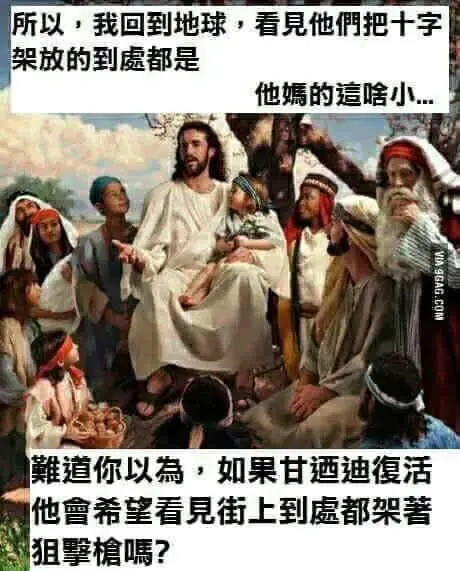 所以，我回到地球，看見他們把十字
架放的到處都是
他媽的這啥小...
VIA 9GAG.COM
難道你以為，如果甘迺迪復活
他會希望看見街上到處都架著
狙擊槍嗎?